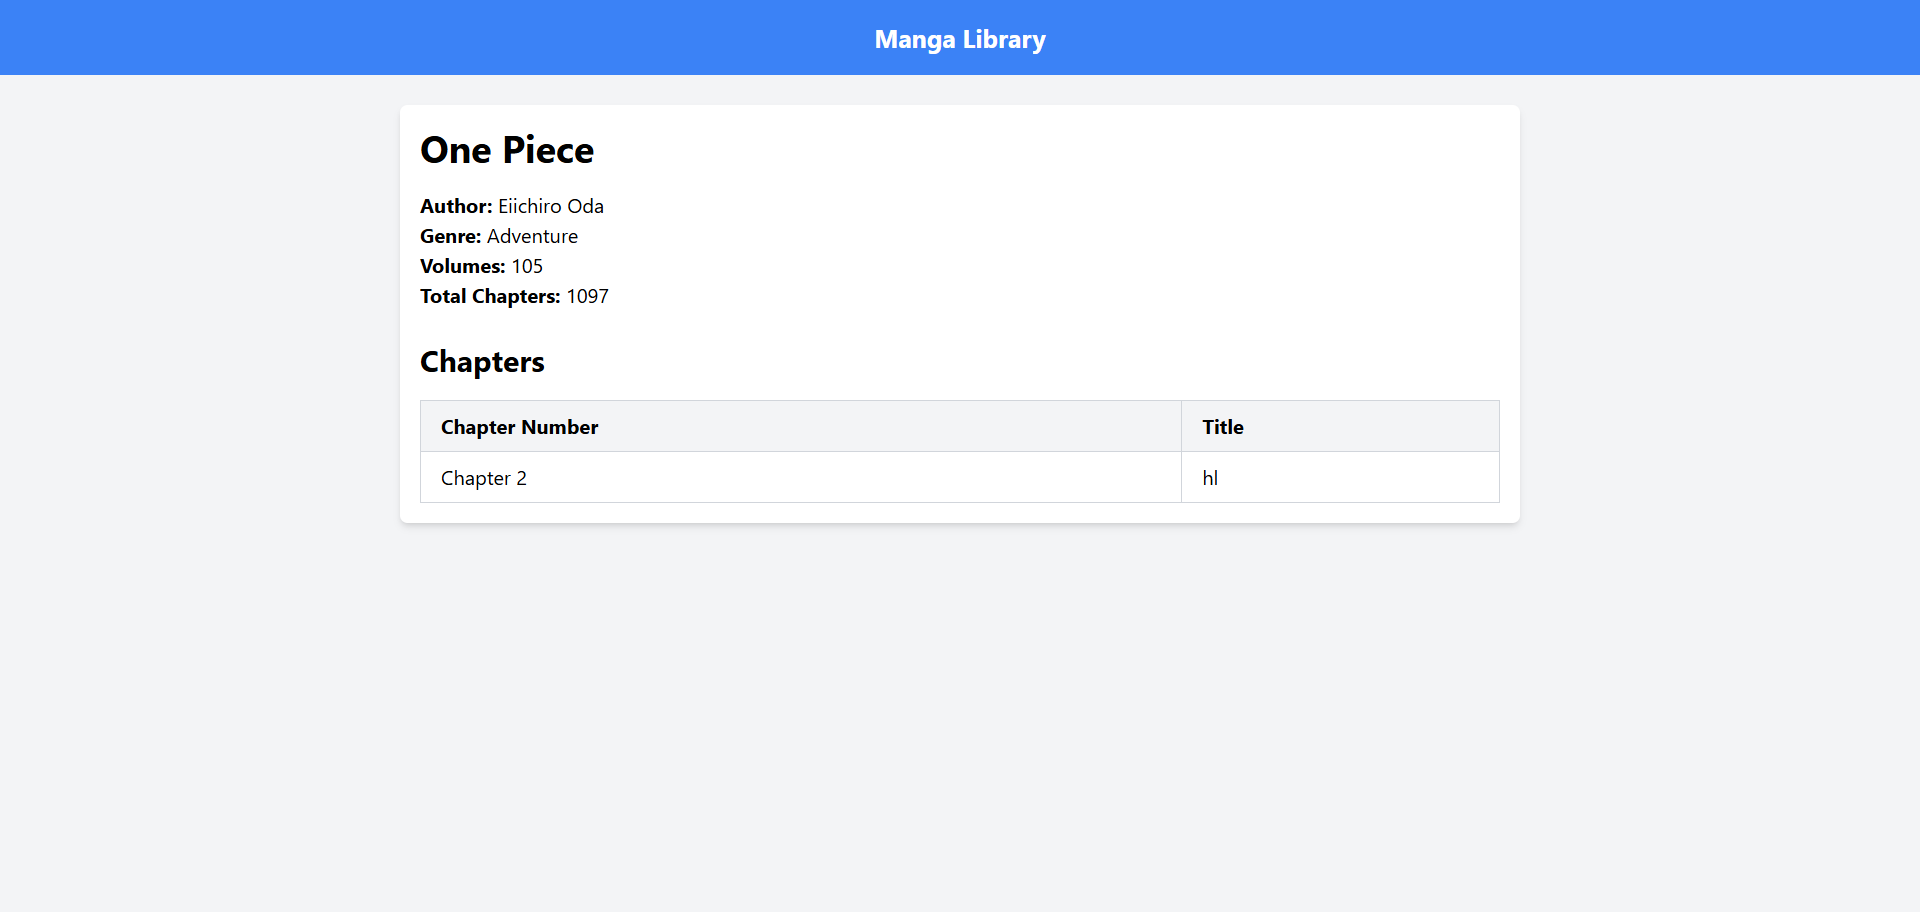 Manga Library
One Piece
Author: Eiichiro Oda
Genre: Adventure
Volumes: 105
Total Chapters: 1097
Chapters
Chapter Number Title
Chapter 2 hl